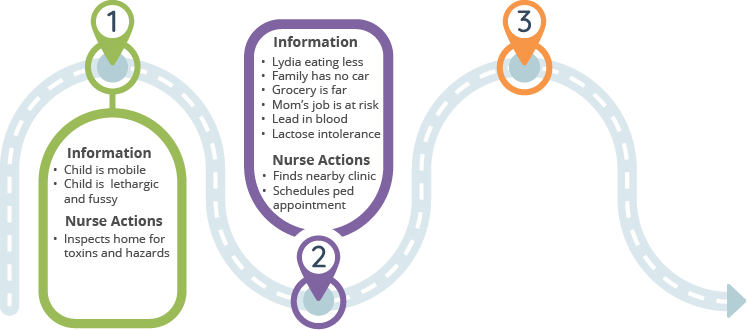 1
Information
• Child is mobile
• Child is lethargic
and fussy
Nurse Actions
• Inspects home for
toxins and hazards
Information
• Lydia eating less
• Family has no car
• Grocery is far
• Mom's job is at risk
• Lead in blood
• Lactose intolerance
Nurse Actions
• Finds nearby clinic
• Schedules ped
appointment
2
3